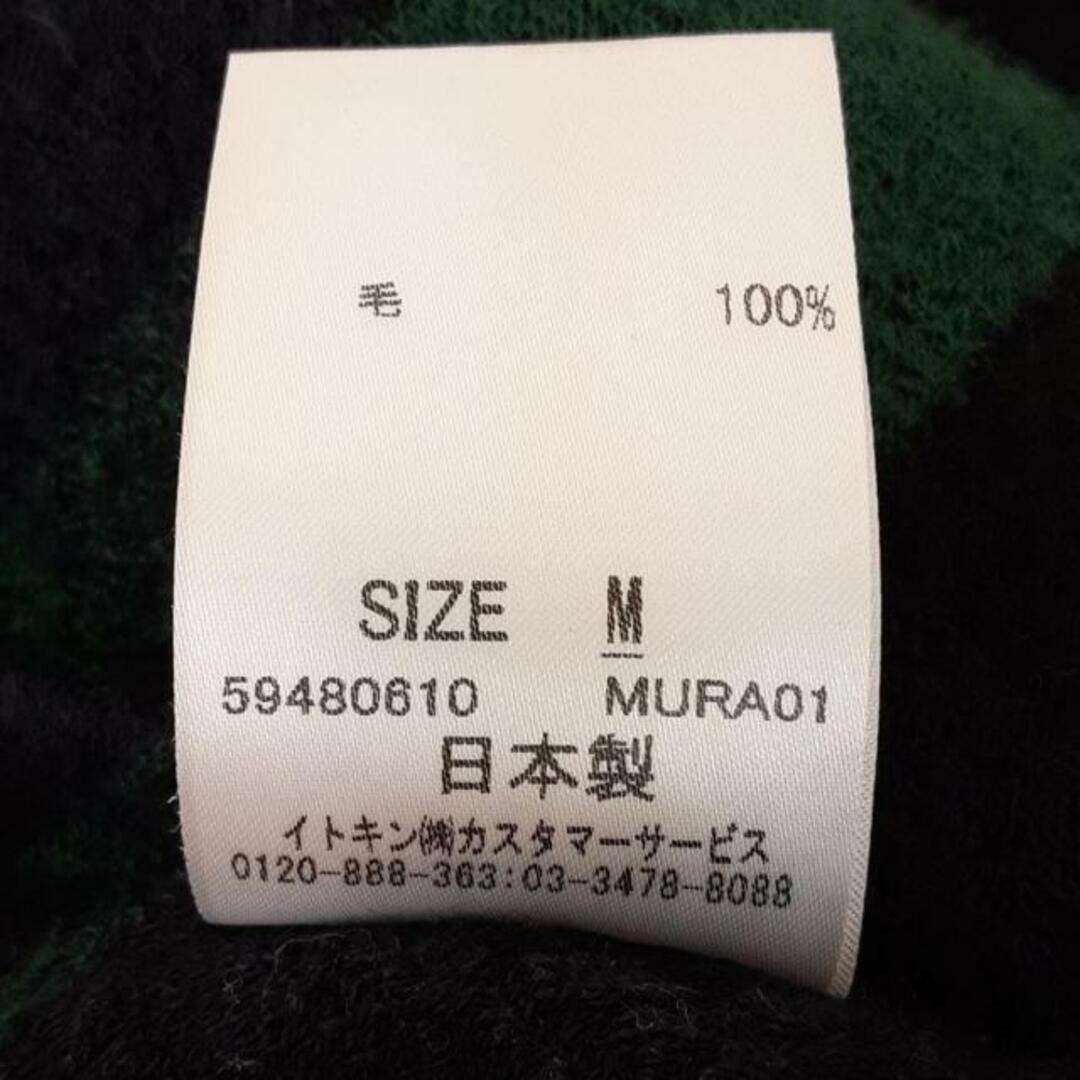 毛 100%
SIZE M
59480610 MURA01
日本製
イトキン㈱カスタマーサービス
0120-888-363:03-3478-8088